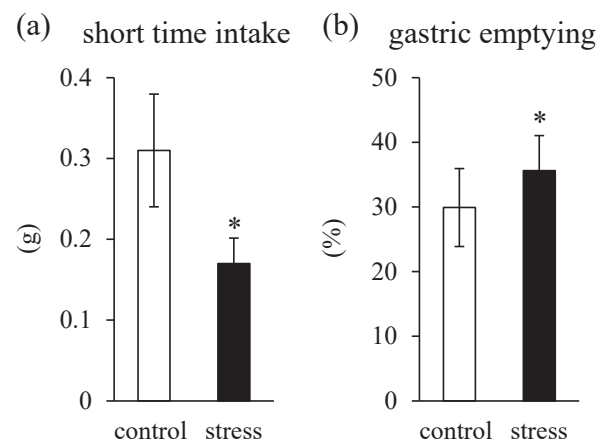 (a) short time intake
(g)
0.4
0.3
0.2
0.1
0
*
control stress
(b) gastric emptying
(%)
50
40
30
20
10
0
*
control stress